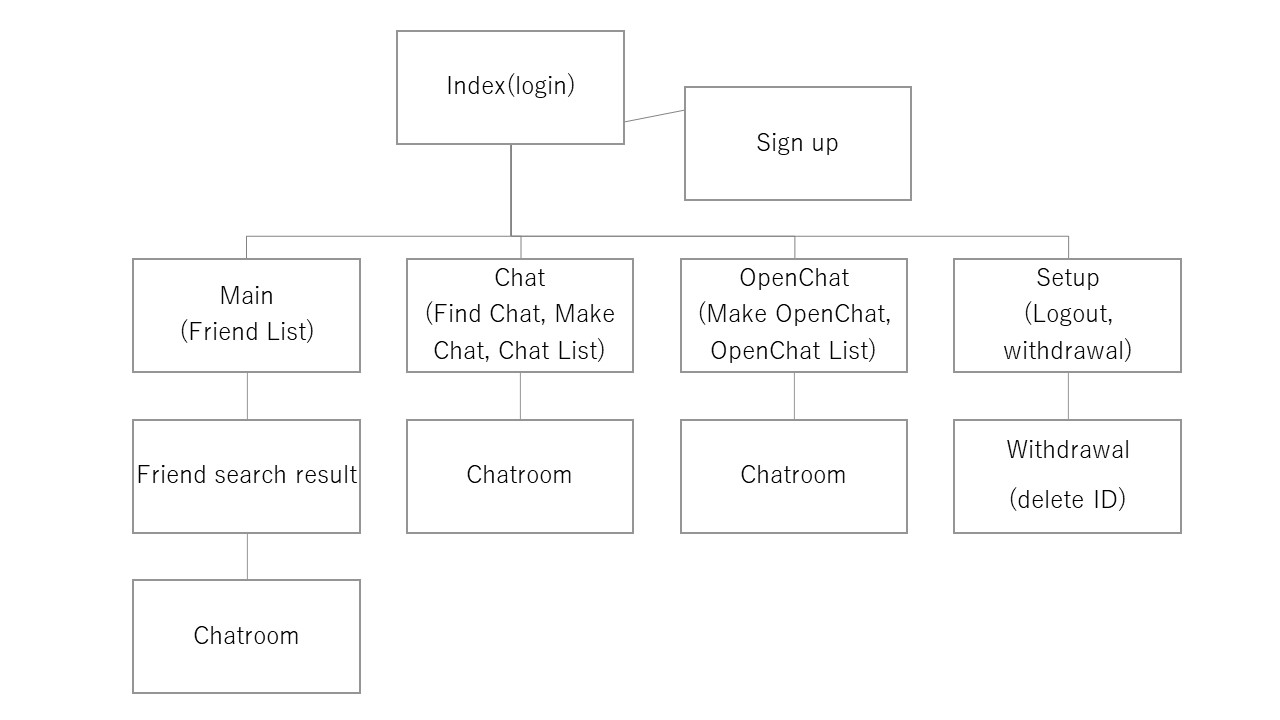 Index(login)
Sign up
Main
(Friend List)
Chat
(Find Chat, Make
Chat, Chat List)
OpenChat
(Make OpenChat,
OpenChat List)
Setup
(Logout,
withdrawal)
Friend search result
Chatroom
Chatroom
Withdrawal
(delete ID)
Chatroom